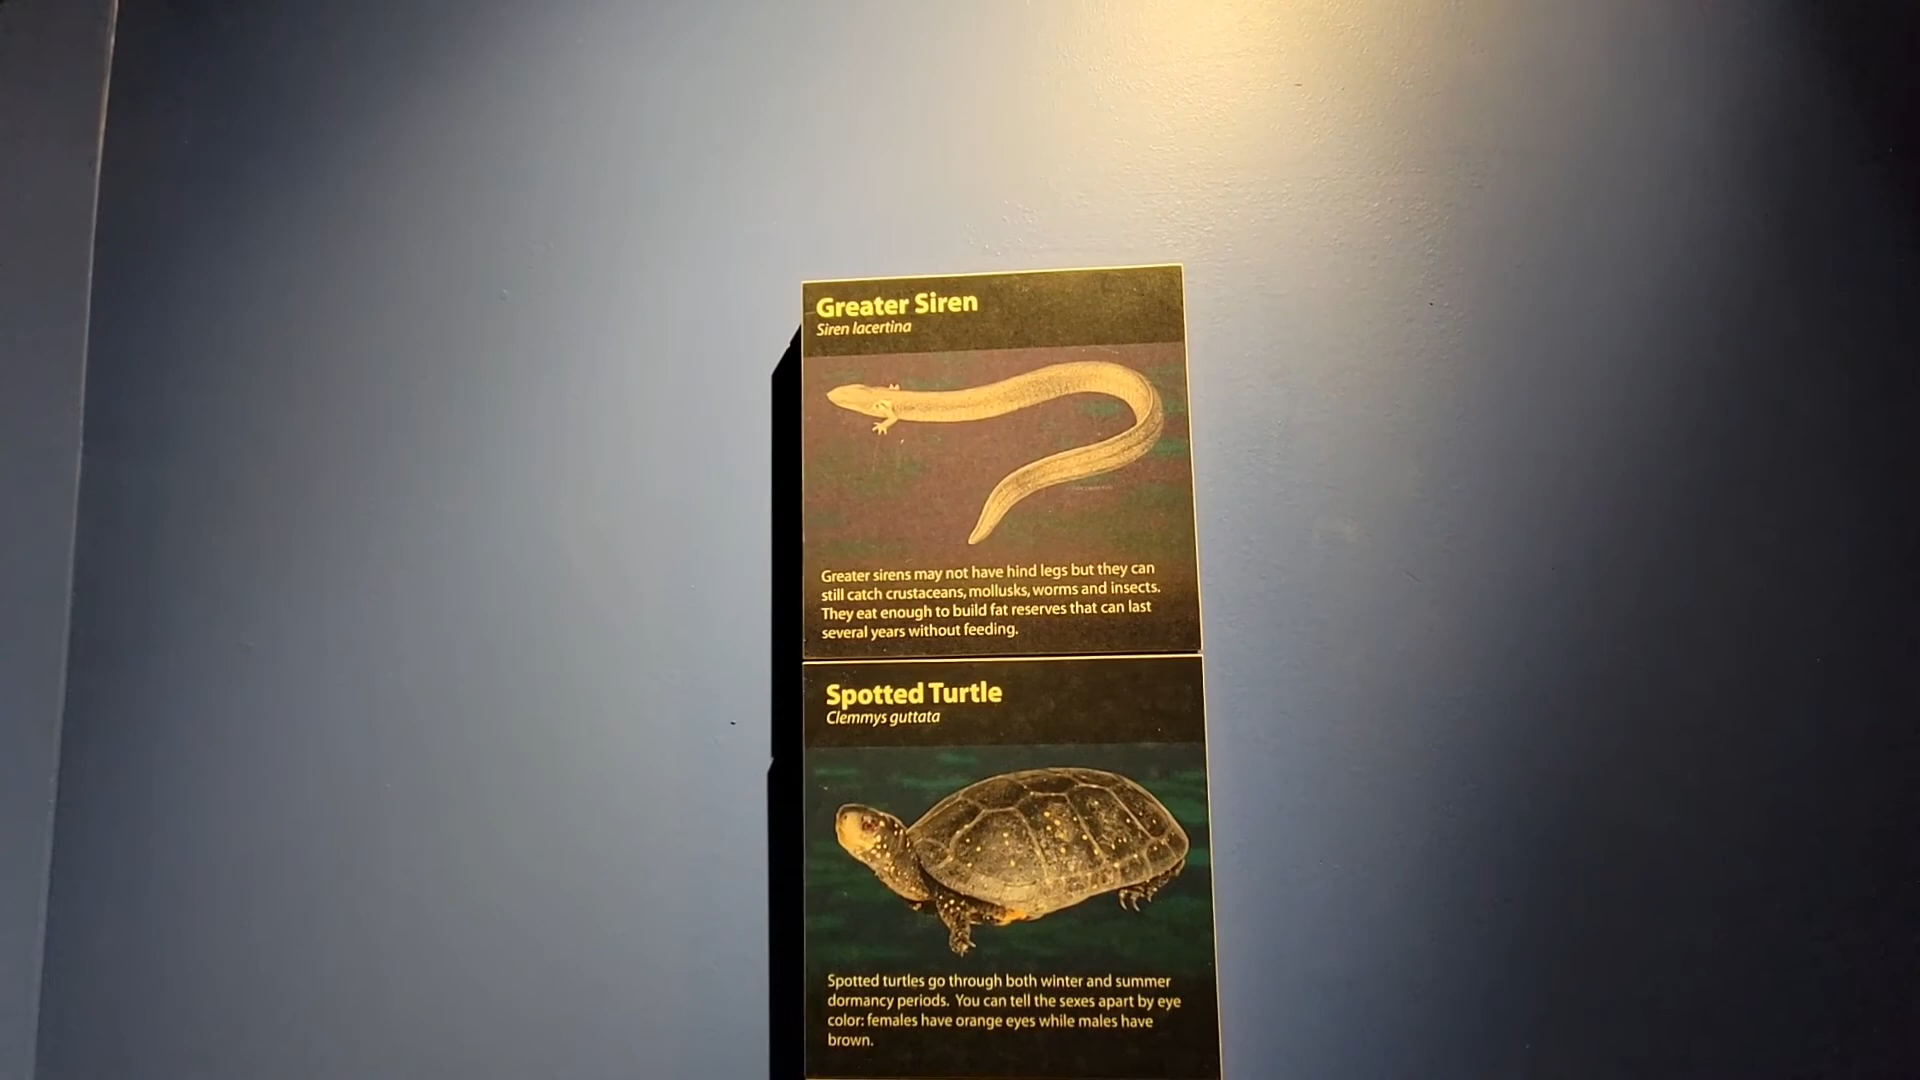 Greater Siren
Siren lacertina
Greater sirens may not have hind legs but they can
still catch crustaceans, mollusks, worms and insects.
They eat enough to build fat reserves that can last
several years without feeding.
Spotted Turtle
Clemmys guttata
Spotted turtles go through both winter and summer
dormancy periods. You can tell the sexes apart by eye
color: females have orange eyes while males have
brown.